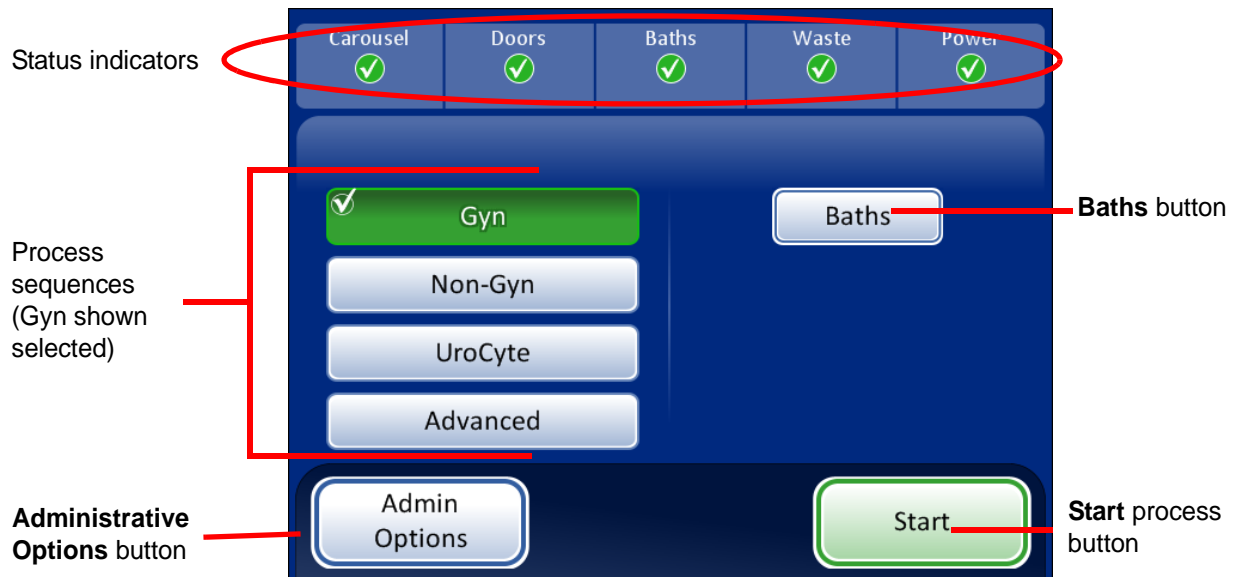 Status indicators
Carousel
Doors
Baths
Waste
Power
Process
sequences
(Gyn shown
selected)
Gyn
Non-Gyn
UroCyte
Advanced
Baths
Baths button
Administrative
Options button
Admin
Options
Start
Start process
button